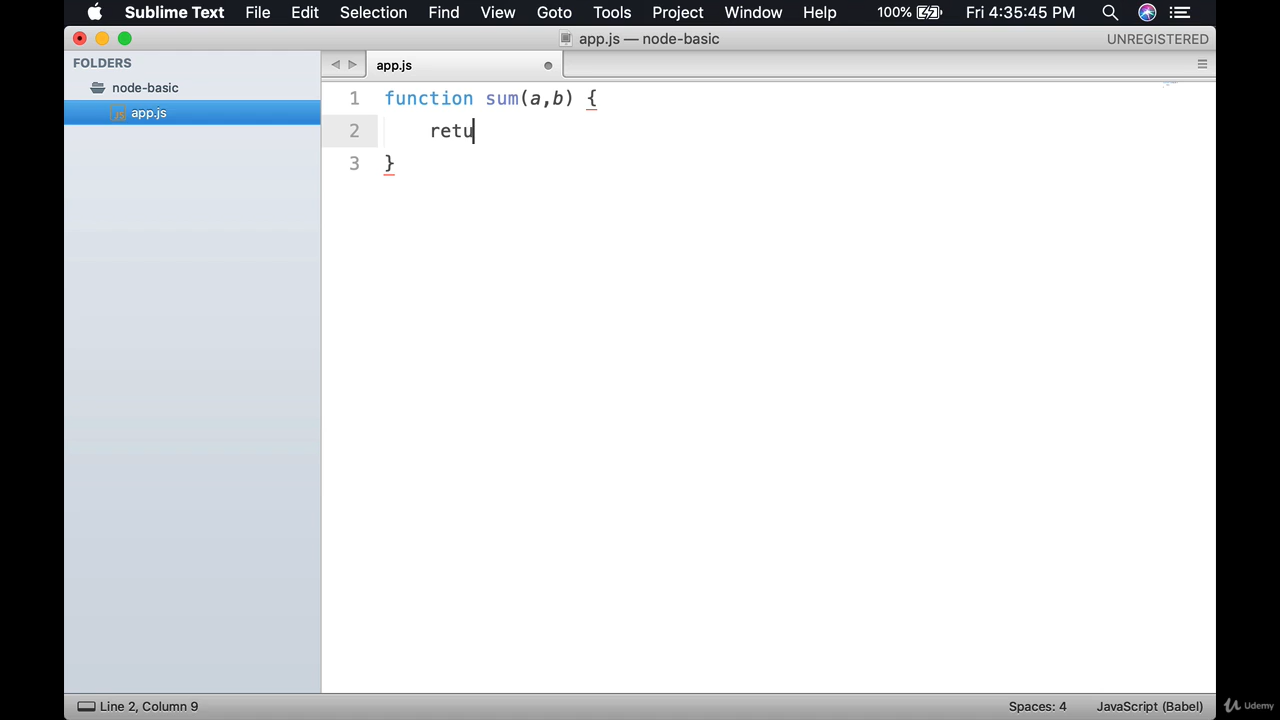 Sublime Text File Edit Selection Find View Goto Tools Project Window Help 100% Fri 4:35:45 PM
app.js — node-basic UNREGISTERED
FOLDERS
node-basic
app.js
app.js
1 function sum(a,b) {
2 retu
3 }
Line 2, Column 9 Spaces: 4 JavaScript (Babel)
Udemy